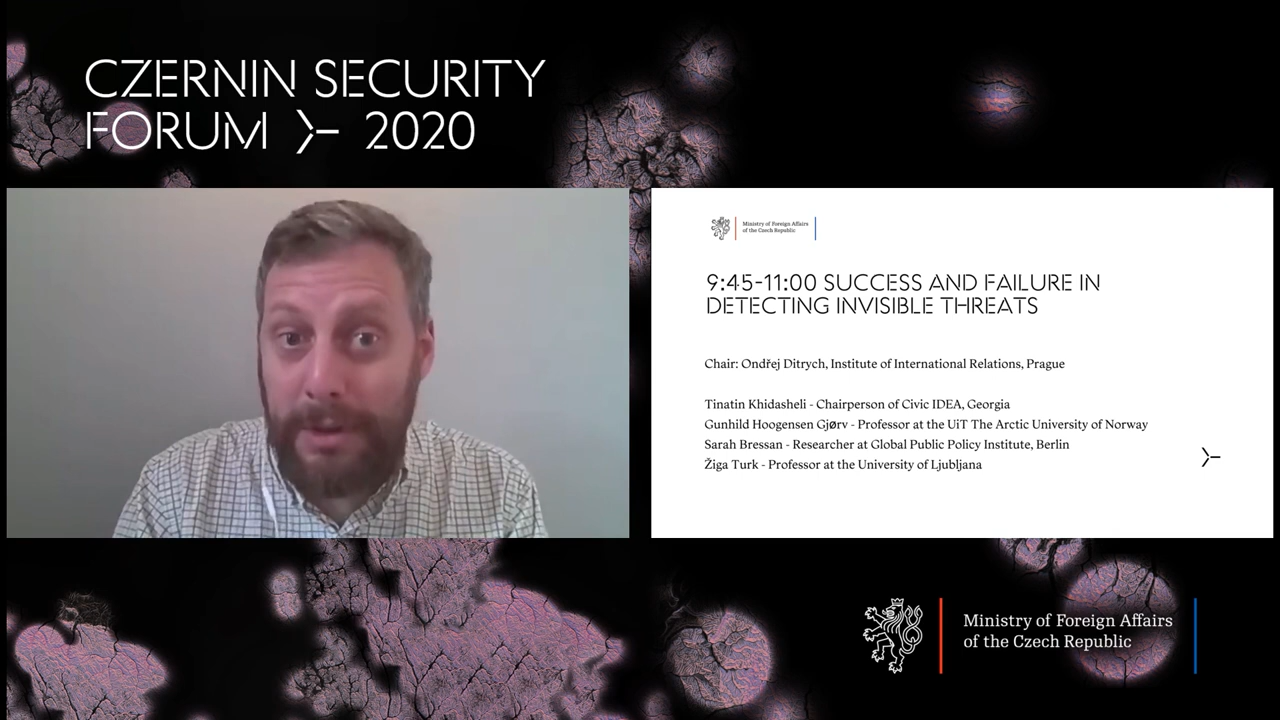 CZERNIN SECURITY
FORUM >- 2020
Ministry of Foreign Affairs
of the Czech Republic
9:45-11:00 SUCCESS AND FAILURE IN
DETECTING INVISIBLE THREATS
Chair: Ondřej Ditrych, Institute of International Relations, Prague
Tinatin Khidasheli - Chairperson of Civic IDEA, Georgia
Gunhild Hoogensen Gjørv - Professor at the UiT The Arctic University of Norway
Sarah Bressan - Researcher at Global Public Policy Institute, Berlin
Žiga Turk - Professor at the University of Ljubljana
>-
Ministry of Foreign Affairs
of the Czech Republic